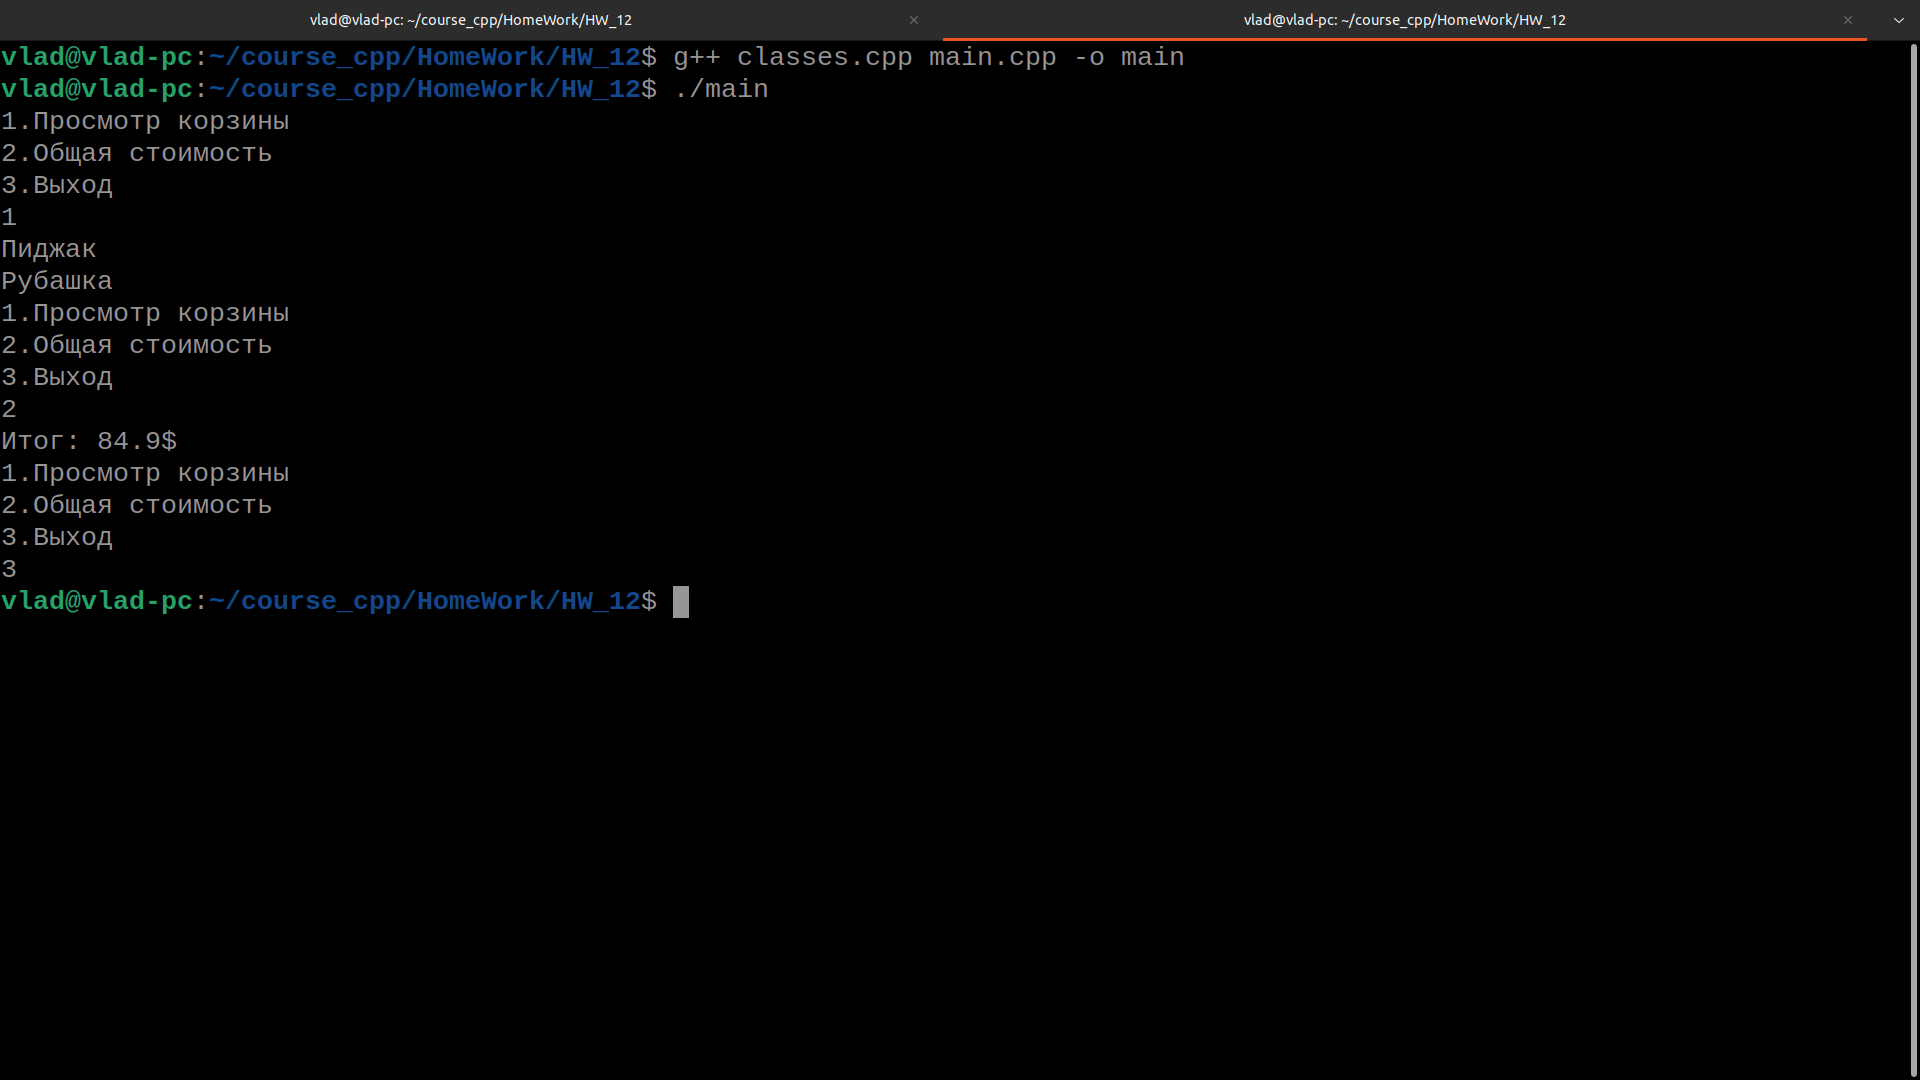 vlad@vlad-pc: ~/course_cpp/HomeWork/HW_12
vlad@vlad-pc: ~/course_cpp/HomeWork/HW_12
vlad@vlad-pc:~/course_cpp/HomeWork/HW_12$ g++ classes.cpp main.cpp -o main
vlad@vlad-pc:~/course_cpp/HomeWork/HW_12$ ./main
1.Просмотр корзины
2.Общая стоимость
3.Выход
1
Пиджак
Рубашка
1.Просмотр корзины
2.Общая стоимость
3.Выход
2
Итог: 84.9$
1.Просмотр корзины
2.Общая стоимость
3.Выход
3
vlad@vlad-pc:~/course_cpp/HomeWork/HW_12$